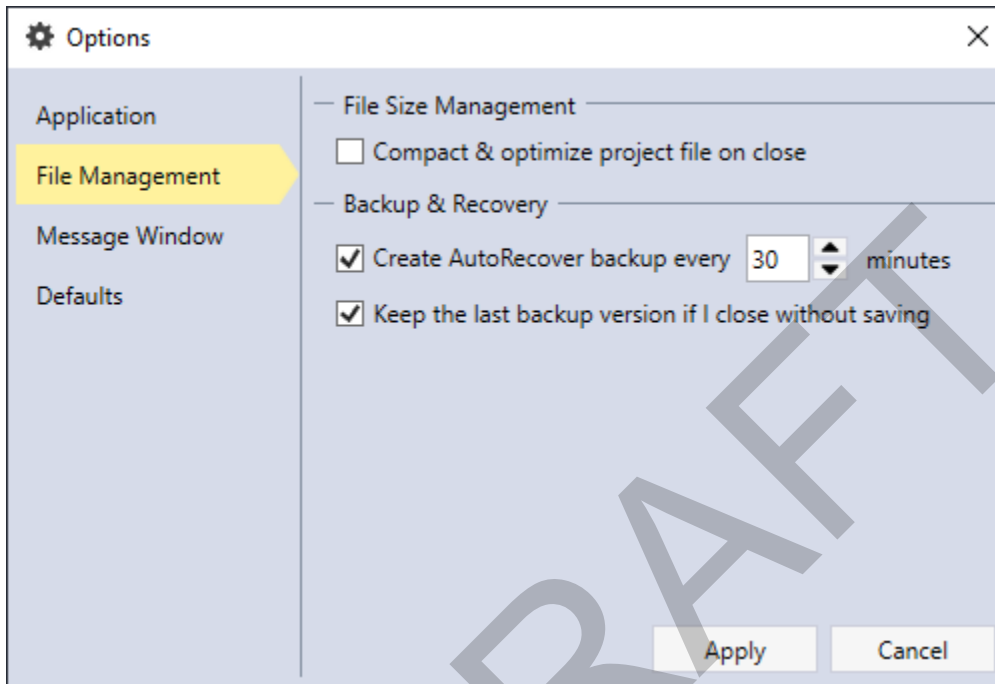 Options
Application
File Management
Message Window
Defaults
File Size Management
Compact & optimize project file on close
Backup & Recovery
Create AutoRecover backup every 30 minutes
Keep the last backup version if I close without saving
Apply
Cancel
RAFT